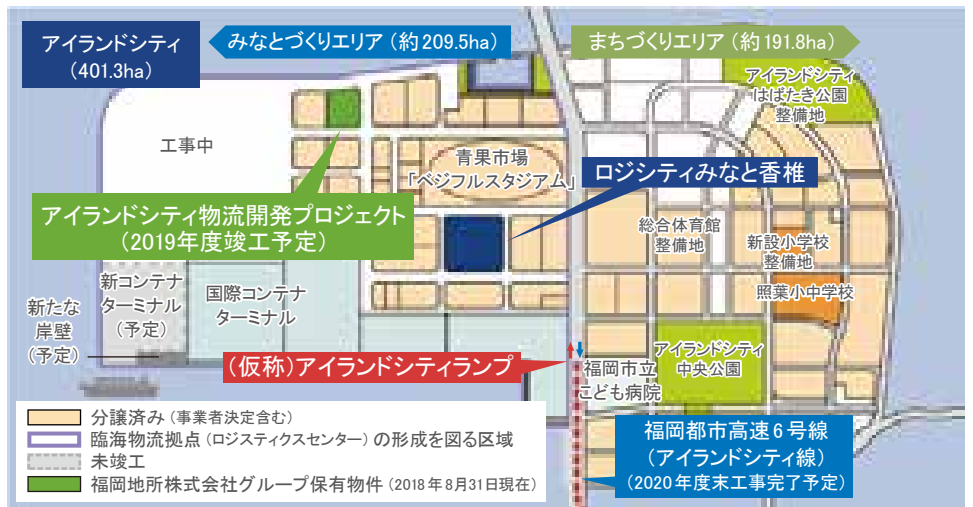 アイランドシティ
(401.3ha)
みなとづくりエリア(約209.5ha)
まちづくりエリア(約191.8ha)
アイランドシティ
はばたき公園
整備地
工事中
青果市場
「ベジフルスタジアム」
ロジシティみなと香椎
アイランドシティ物流開発プロジェクト
(2019年度竣工予定)
総合体育館
整備地
新設小学校
整備地
照葉小中学校
新コンテナ
ターミナル
(予定)
国際コンテナ
ターミナル
新たな
岸壁
(予定)
(仮称)アイランドシティランプ
福岡市立
こども病院
アイランドシティ
中央公園
福岡都市高速6号線
(アイランドシティ線)
(2020年度末工事完了予定)
分譲済み(事業者決定含む)
臨海物流拠点(ロジスティクスセンター)の形成を図る区域
未竣工
福岡地所株式会社グループ保有物件(2018年8月31日現在)